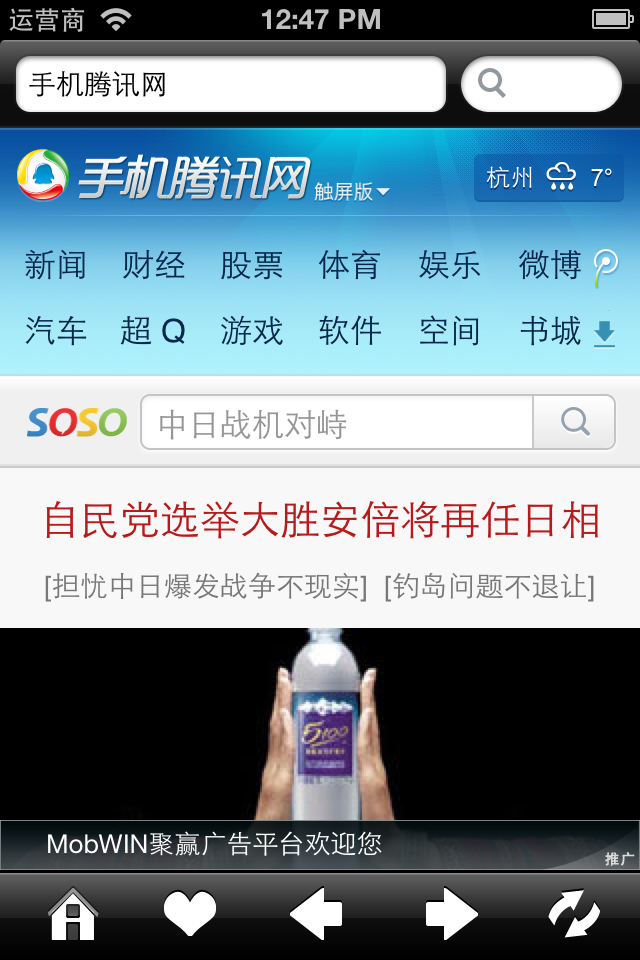 运营商 12:47 PM
手机腾讯网
手机腾讯网 触屏版 杭州 7°
新闻 财经 股票 体育 娱乐 微博
汽车 超Q 游戏 软件 空间 书城
SOSO 中日战机对峙
自民党选举大胜安倍将再任日相
[担忧中日爆发战争不现实] [钓岛问题不退让]
5100
MobWIN聚赢广告平台欢迎您
推广